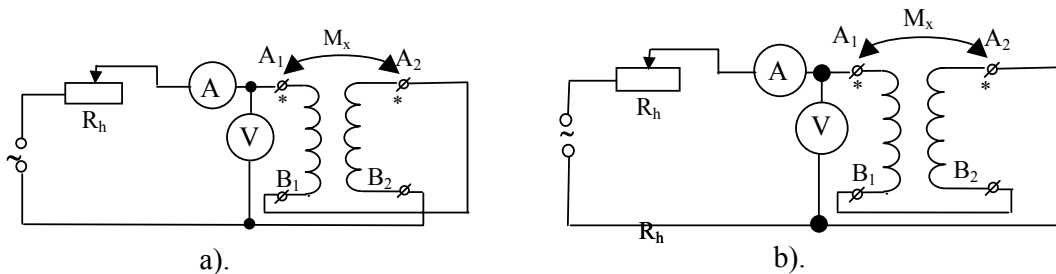 Mx
A1 A2
A
* *
Rh
V
~
B1 B2
a).
Mx
A1 A2
A
* *
Rh
V
~
B1 B2
Rh
b).